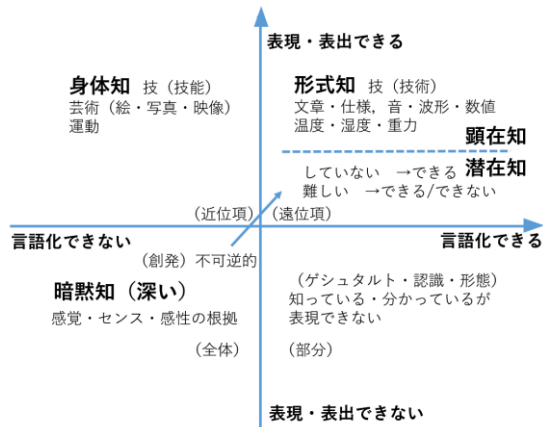 表現・表出できる
身体知 技（技能）
芸術（絵・写真・映像）
運動
形式知 技（技術）
文章・仕様，音・波形・数値
温度・湿度・重力
顕在知
潜在知
していない →できる
難しい →できる/できない
（近位項）
（遠位項）
言語化できない
言語化できる
（創発）不可逆的
暗黙知（深い）
感覚・センス・感性の根拠
（全体）
（ゲシュタルト・認識・形態）
知っている・分かっているが
表現できない
（部分）
表現・表出できない